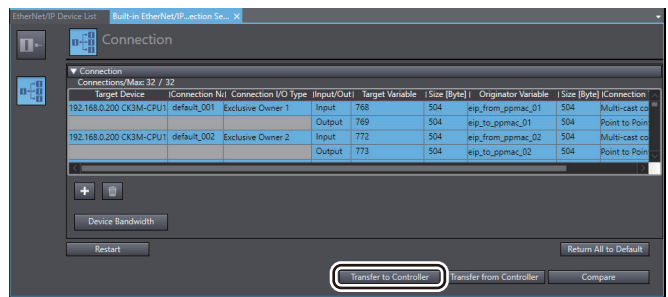 EtherNet/IP Device List Built-in EtherNet/IP...ection Se... X
Connection
▼ Connection
Connections/Max: 32 / 32
Target Device |Connection Na| Connection I/O Type |Input/Out| Target Variable |Size [Byte]| Originator Variable |Size [Byte]|Connection
192.168.0.200 CK3M-CPU1 default_001 Exclusive Owner 1 Input 768 504 eip_from_ppmac_01 504 Multi-cast co
Output 769 504 eip_to_ppmac_01 504 Point to Poin
192.168.0.200 CK3M-CPU1 default_002 Exclusive Owner 2 Input 772 504 eip_from_ppmac_02 504 Multi-cast co
Output 773 504 eip_to_ppmac_02 504 Point to Poin
+
Device Bandwidth
Restart Return All to Default
Transfer to Controller Transfer from Controller Compare